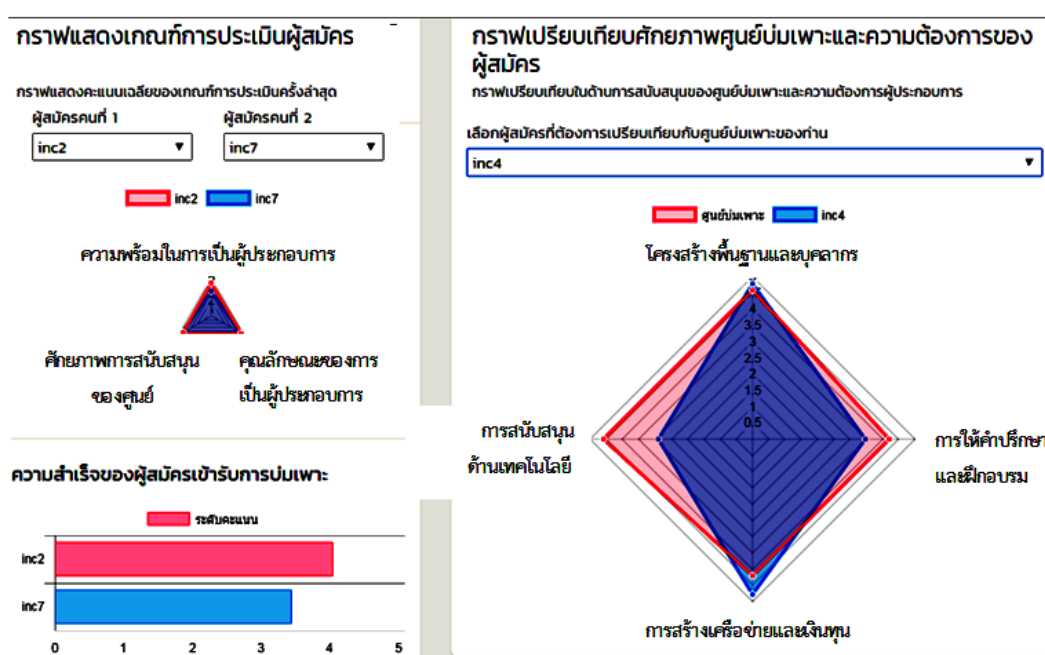 กราฟแสดงเกณฑ์การประเมินผู้สมัคร
กราฟแสดงคะแนนเฉลี่ยของเกณฑ์การประเมินครั้งล่าสุด
ผู้สมัครคนที่ 1
ผู้สมัครคนที่ 2
inc2
inc7
inc2
inc7
ความพร้อมในการเป็นผู้ประกอบการ
ศักยภาพการสนับสนุน
ของศูนย์
คุณลักษณะของการ
เป็นผู้ประกอบการ
ความสำเร็จของผู้สมัครเข้ารับการบ่มเพาะ
ระดับคะแนน
inc2
inc7
0 1 2 3 4 5
กราฟเปรียบเทียบศักยภาพศูนย์บ่มเพาะและความต้องการของ
ผู้สมัคร
กราฟเปรียบเทียบในด้านการสนับสนุนของศูนย์บ่มเพาะและความต้องการผู้ประกอบการ
เลือกผู้สมัครที่ต้องการเปรียบเทียบกับศูนย์บ่มเพาะของท่าน
inc4
ศูนย์บ่มเพาะ
inc4
โครงสร้างพื้นฐานและบุคลากร
4
3.5
3
2.5
2
1.5
1
0.5
การสนับสนุน
ด้านเทคโนโลยี
การให้คำปรึกษา
และฝึกอบรม
การสร้างเครือข่ายและเงินทุน